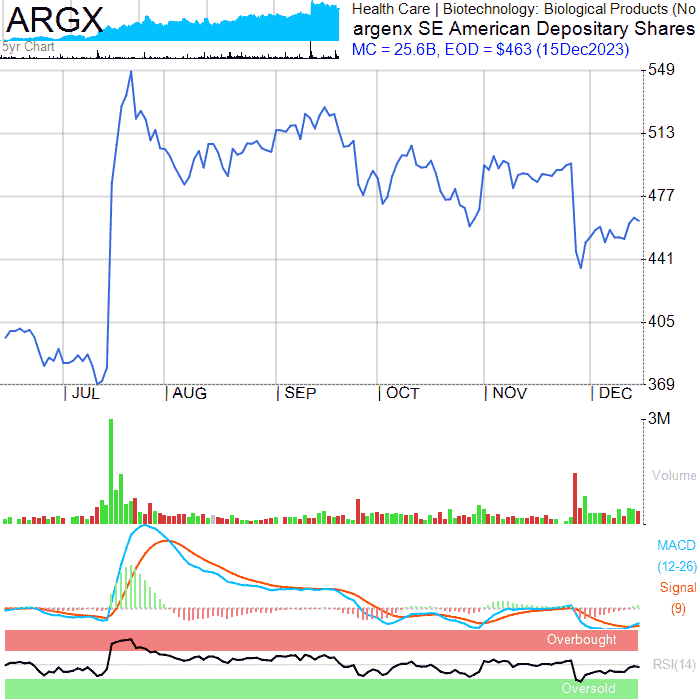 ARGX
5yr Chart
Health Care | Biotechnology: Biological Products (No
argenx SE American Depositary Shares
MC = 25.6B, EOD = $463 (15Dec2023)
549
513
477
441
405
369
JUL AUG SEP OCT NOV DEC
3M
Volume
MACD
(12-26)
Signal
(9)
Overbought
RSI(14)
Oversold